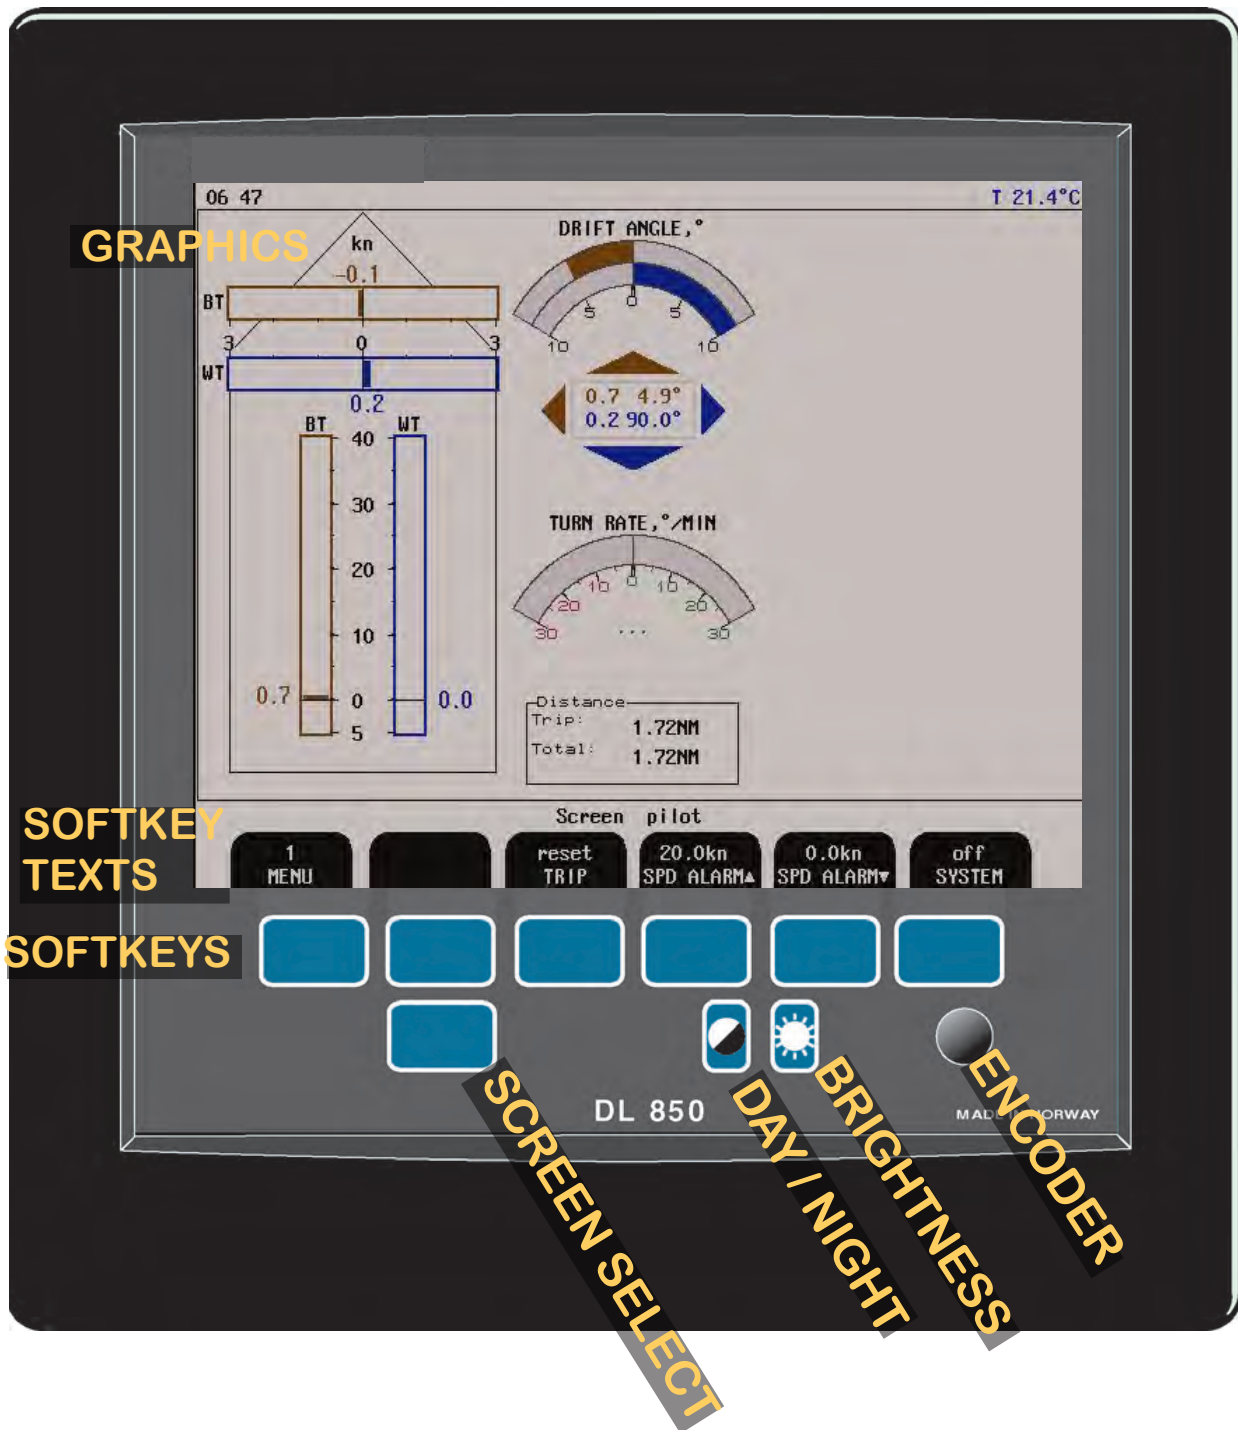 06 47
T 21.4°C
GRAPHICS
kn
-0.1
BT
3 0 3
WT
0.2
BT WT
40
30
20
10
0.7 0 0.0
5
DRIFT ANGLE,°
10 5 0 5 10
0.7 4.9°
0.2 90.0°
TURN RATE,°/MIN
30 20 10 0 10 20 30
...
Distance
Trip: 1.72NM
Total: 1.72NM
Screen pilot
SOFTKEY
TEXTS
1
MENU
reset
TRIP
20.0kn
SPD ALARM▲
0.0kn
SPD ALARM▼
off
SYSTEM
SOFTKEYS
DL 850
MADE IN NORWAY
SCREEN SELECT
DAY / NIGHT
BRIGHTNESS
ENCODER